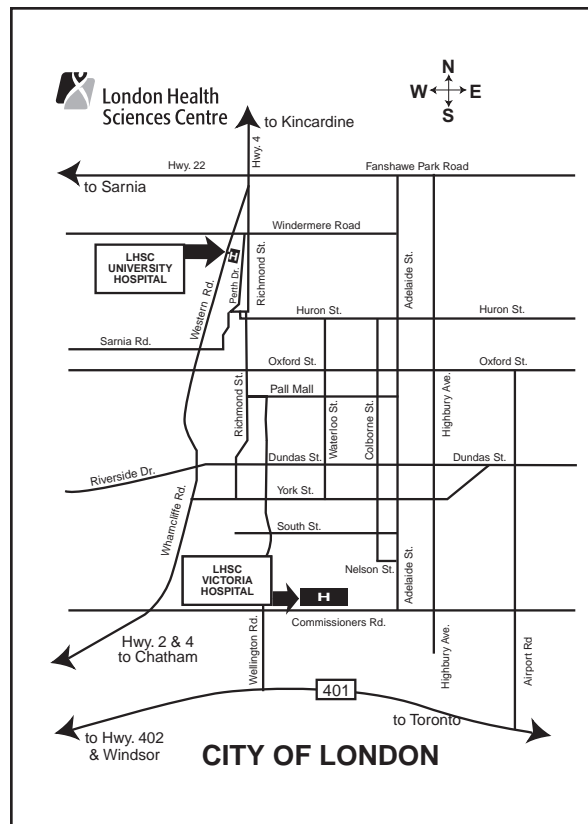 London Health
Sciences Centre
N
W E
S
to Kincardine
Hwy. 4
Hwy. 22
Fanshawe Park Road
to Sarnia
Windermere Road
LHSC
UNIVERSITY
HOSPITAL
H
Perth Dr.
Richmond St.
Western Rd.
Adelaide St.
Huron St.
Huron St.
Sarnia Rd.
Oxford St.
Oxford St.
Pall Mall
Richmond St.
Waterloo St.
Colborne St.
Highbury Ave.
Dundas St.
Dundas St.
Riverside Dr.
York St.
Wharncliffe Rd.
South St.
LHSC
VICTORIA
HOSPITAL
H
Nelson St.
Adelaide St.
Commissioners Rd.
Hwy. 2 & 4
to Chatham
Wellington Rd.
Highbury Ave.
Airport Rd
401
to Toronto
to Hwy. 402
& Windsor
CITY OF LONDON